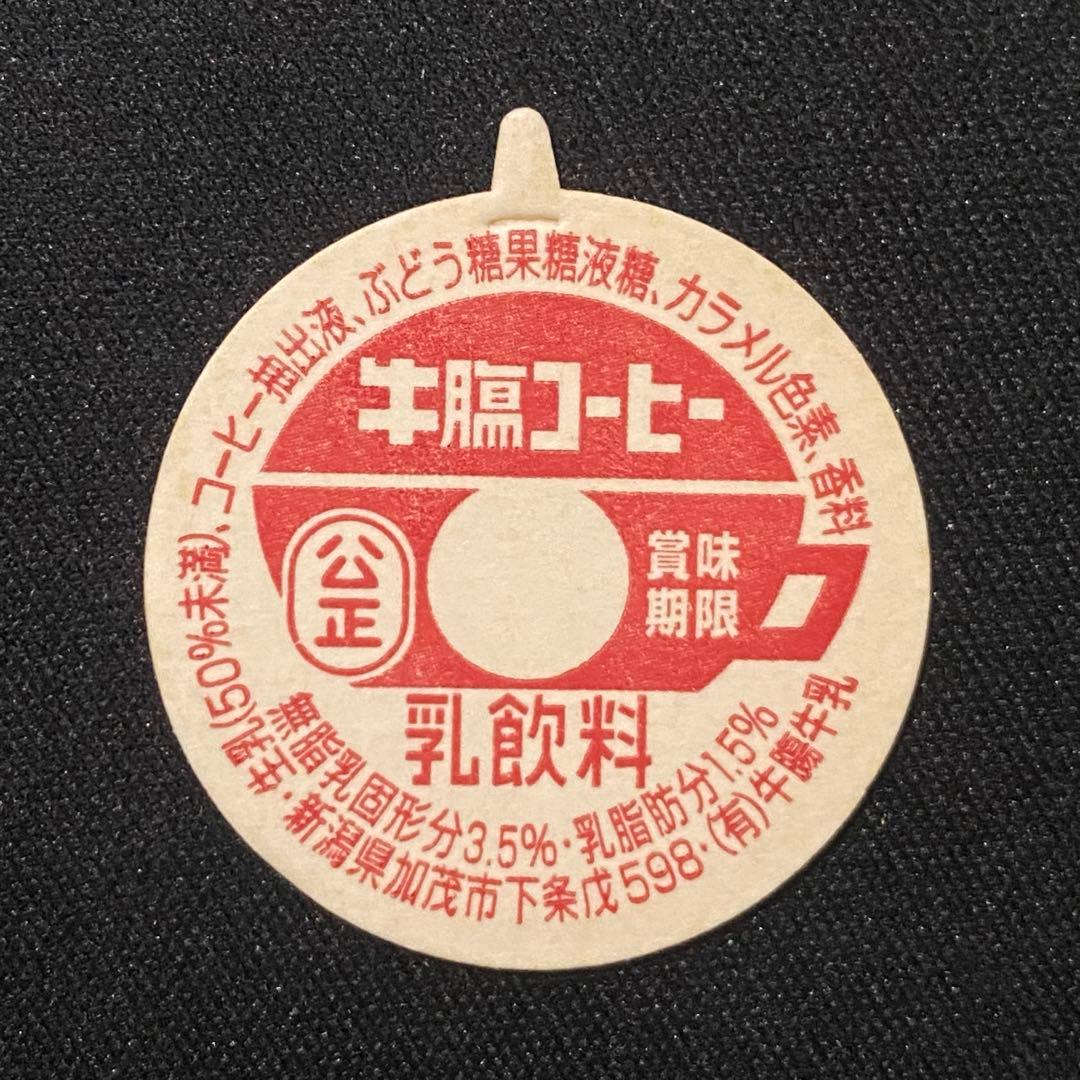 生乳(50%未満)、コーヒー抽出液、ぶどう糖果糖液糖、カラメル色素、香料
牛膓コーヒー
公正
賞味
期限
乳飲料
無脂乳固形分3.5%・乳脂肪分1.5%
・新潟県加茂市下条戊598・(有)牛膓牛乳